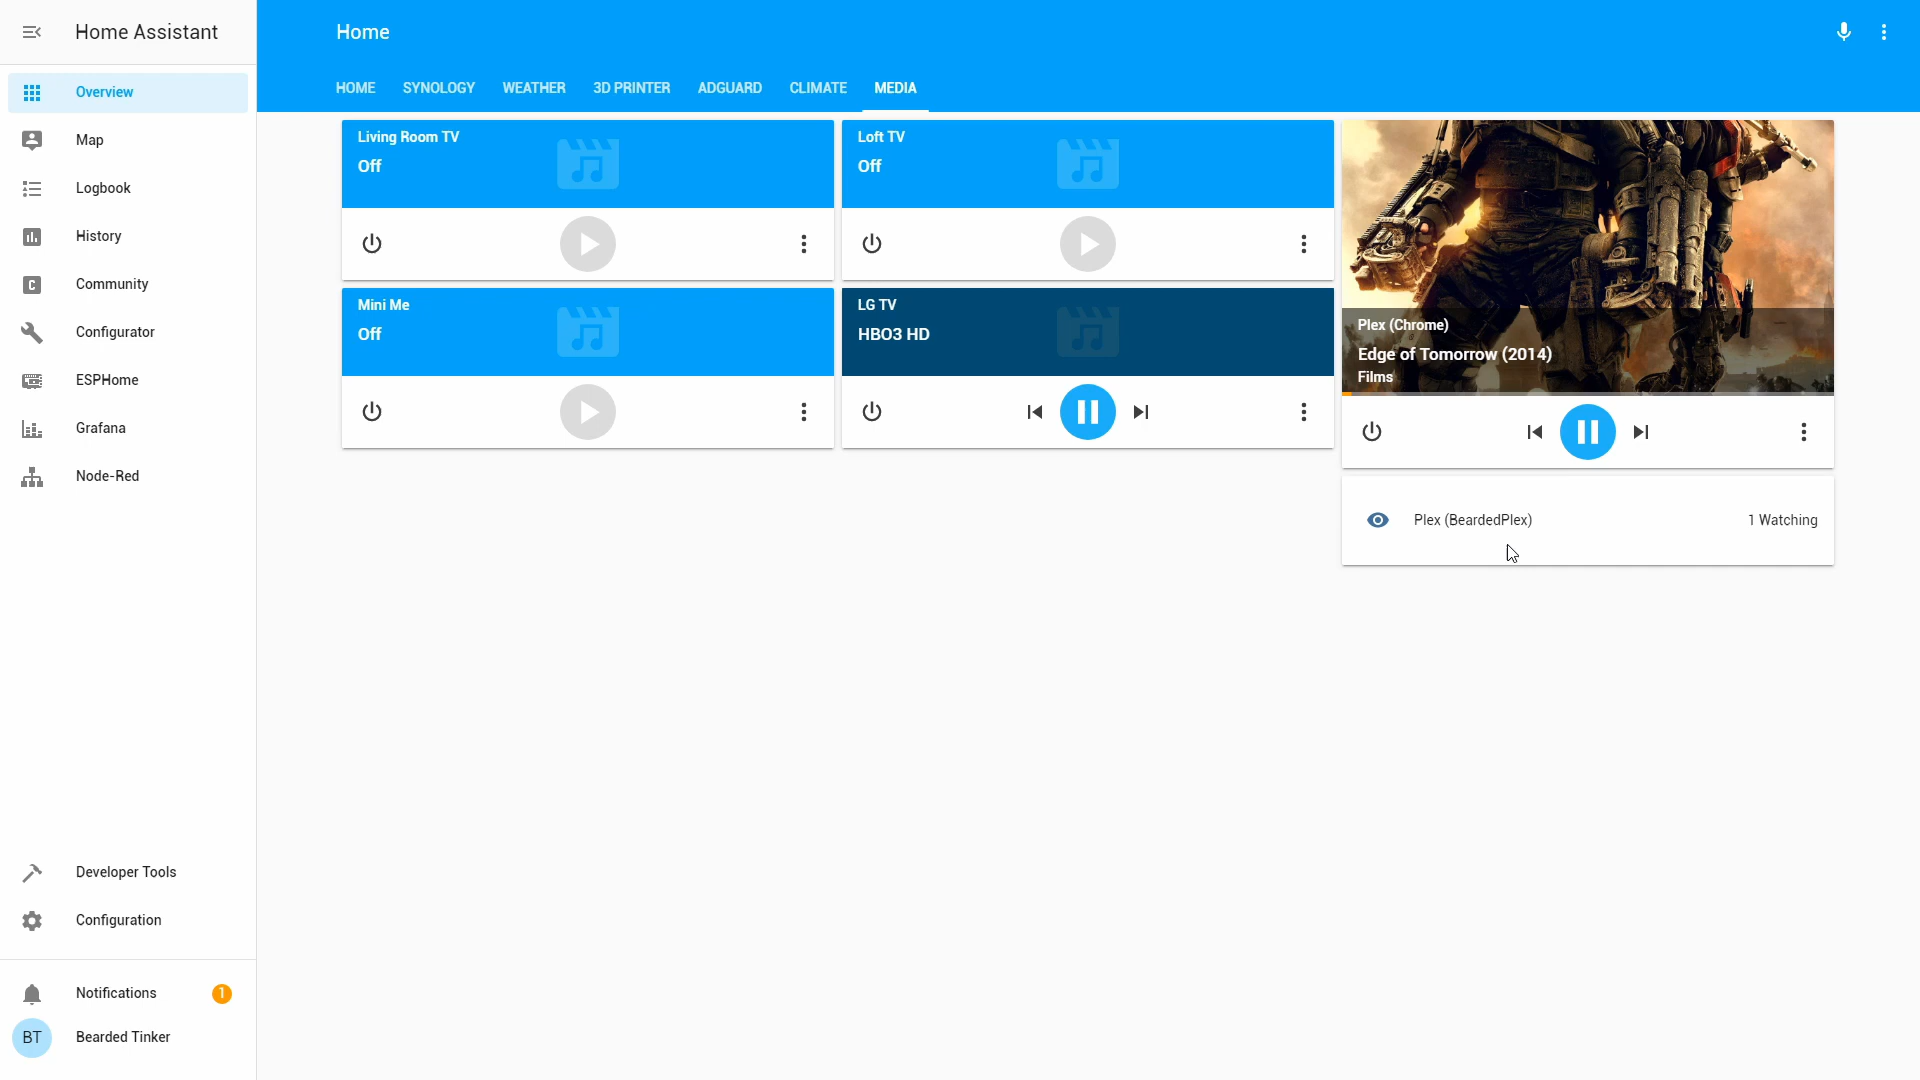 Home Assistant
Home
HOME SYNOLOGY WEATHER 3D PRINTER ADGUARD CLIMATE MEDIA
Overview
Map
Logbook
History
C Community
Configurator
ESPHome
Grafana
Node-Red
Developer Tools
Configuration
Notifications 1
BT Bearded Tinker
Living Room TV
Off
Loft TV
Off
Mini Me
Off
LG TV
HBO3 HD
Plex (Chrome)
Edge of Tomorrow (2014)
Films
Plex (BeardedPlex) 1 Watching